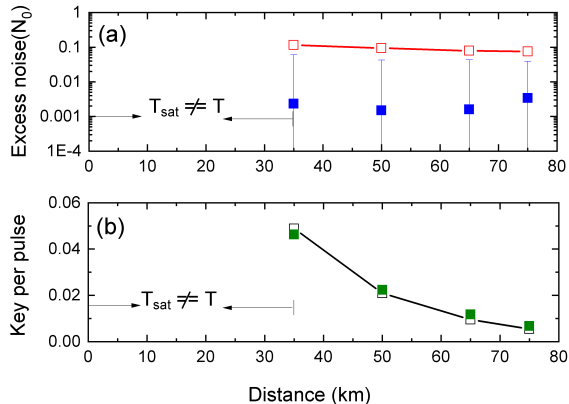 Excess noise(N0)
(a)
0.1
0.01
0.001
1E-4
Tsat ≠ T
0 10 20 30 40 50 60 70 80
Key per pulse
(b)
0.06
0.04
0.02
0.00
Tsat ≠ T
0 10 20 30 40 50 60 70 80
Distance (km)